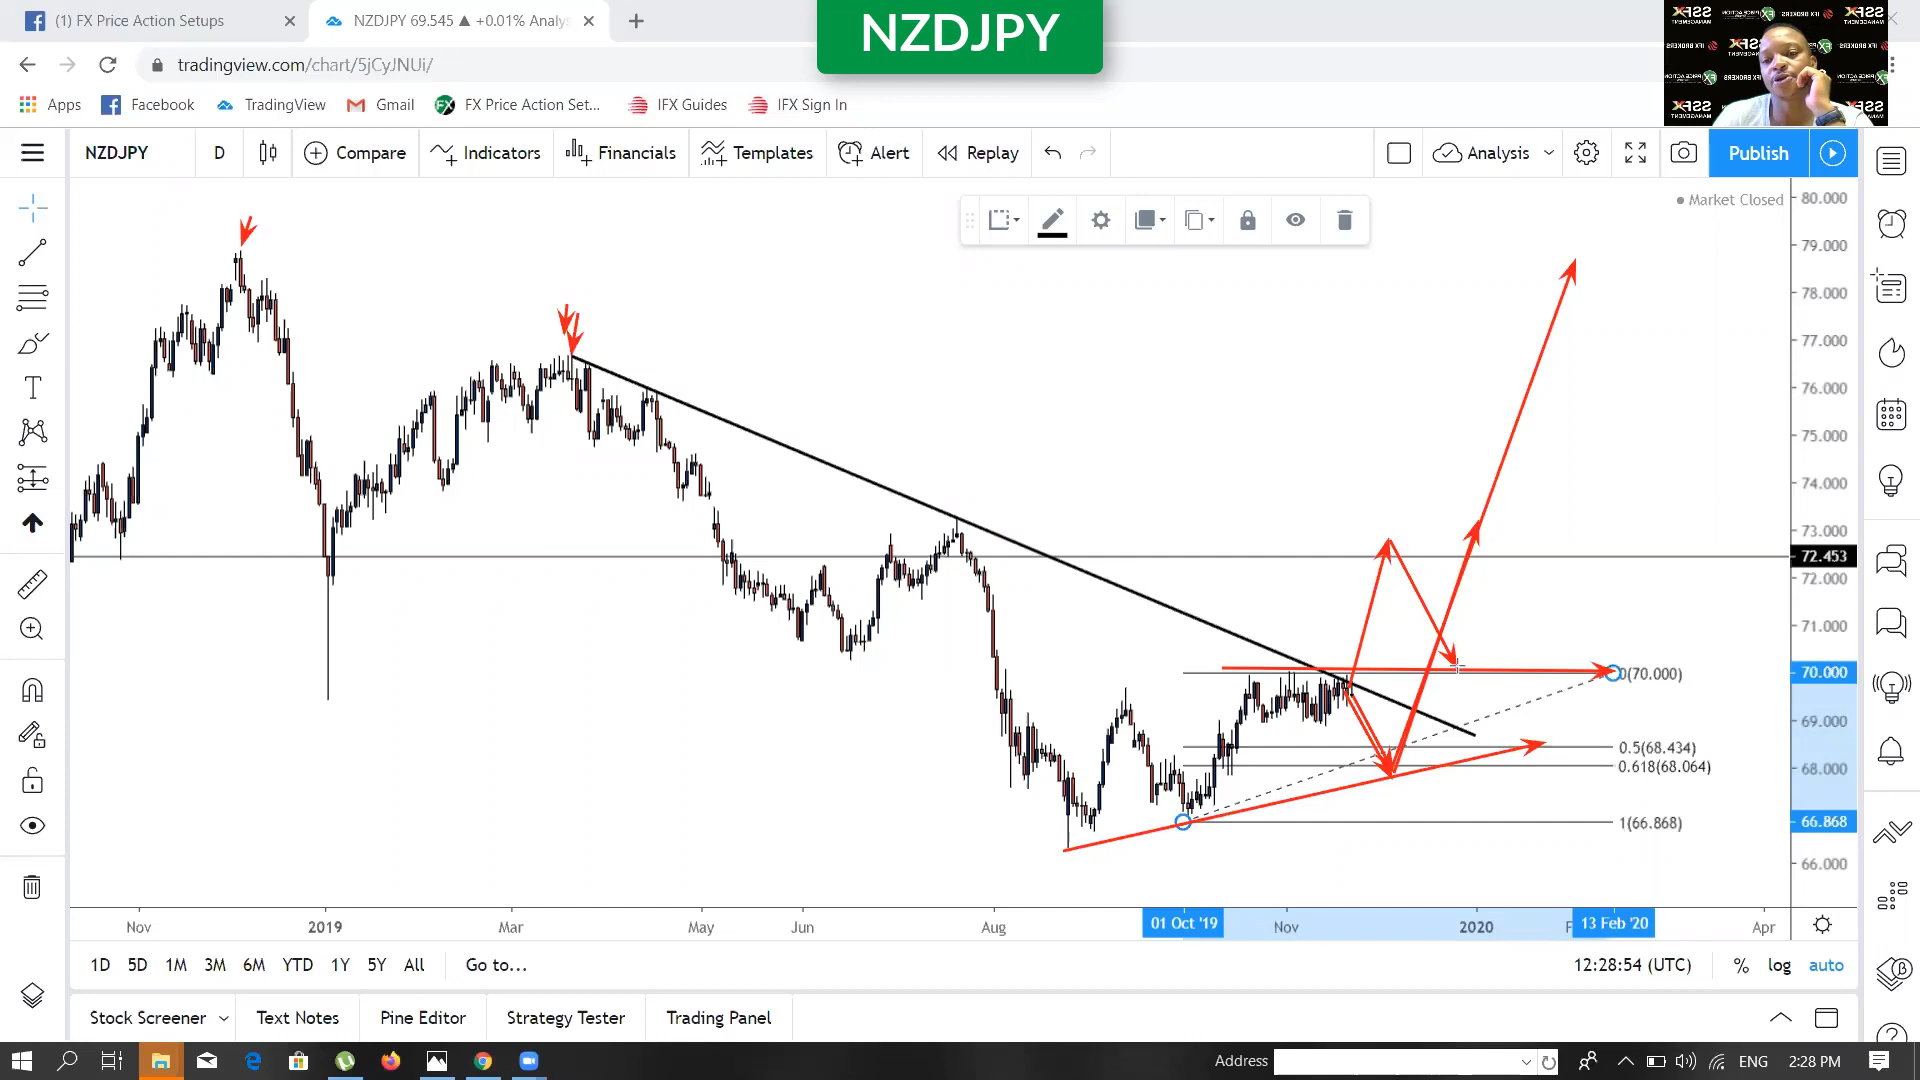 (1) FX Price Action Setups
NZDJPY 69.545 ▲ +0.01% Analys
NZDJPY
tradingview.com/chart/5jCyJNUi/
Apps
Facebook
TradingView
Gmail
FX Price Action Set...
IFX Guides
IFX Sign In
NZDJPY
D
Compare
Indicators
Financials
Templates
Alert
Replay
Analysis
Publish
Market Closed
80.000
79.000
78.000
77.000
76.000
75.000
74.000
73.000
72.453
72.000
71.000
70.000
69.000
68.000
66.868
66.000
0(70.000)
0.5(68.434)
0.618(68.064)
1(66.868)
Nov
2019
Mar
May
Jun
Aug
01 Oct '19
Nov
2020
F
13 Feb '20
Apr
1D
5D
1M
3M
6M
YTD
1Y
5Y
All
Go to...
12:28:54 (UTC)
%
log
auto
Stock Screener
Text Notes
Pine Editor
Strategy Tester
Trading Panel
Address
ENG
2:28 PM